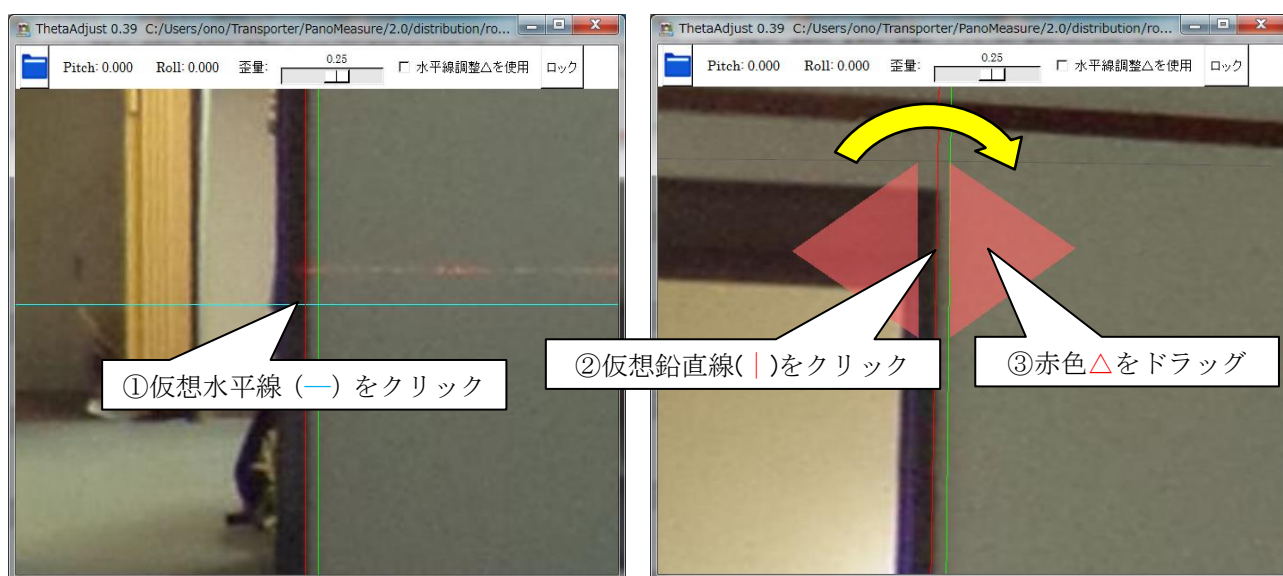 ThetaAdjust 0.39 C:/Users/ono/Transporter/PanoMeasure/2.0/distribution/ro...
Pitch: 0.000 Roll: 0.000 歪量: 0.25 水平線調整△を使用 ロック
①仮想水平線 (―) をクリック
ThetaAdjust 0.39 C:/Users/ono/Transporter/PanoMeasure/2.0/distribution/ro...
Pitch: 0.000 Roll: 0.000 歪量: 0.25 水平線調整△を使用 ロック
②仮想鉛直線(|)をクリック
③赤色△をドラッグ